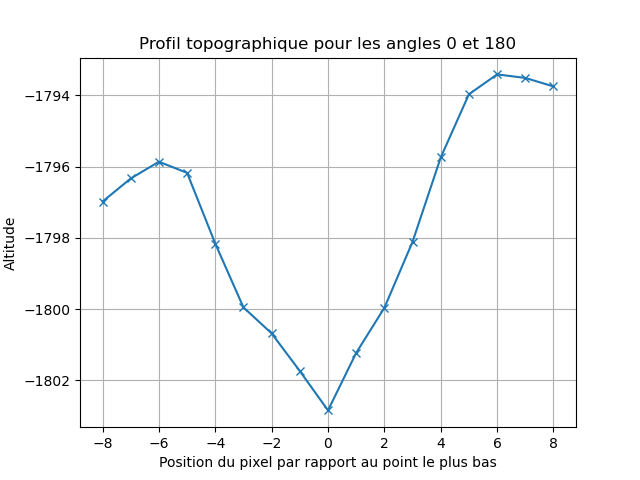 Profil topographique pour les angles 0 et 180
Altitude
−1794
−1796
−1798
−1800
−1802
−8 −6 −4 −2 0 2 4 6 8
Position du pixel par rapport au point le plus bas